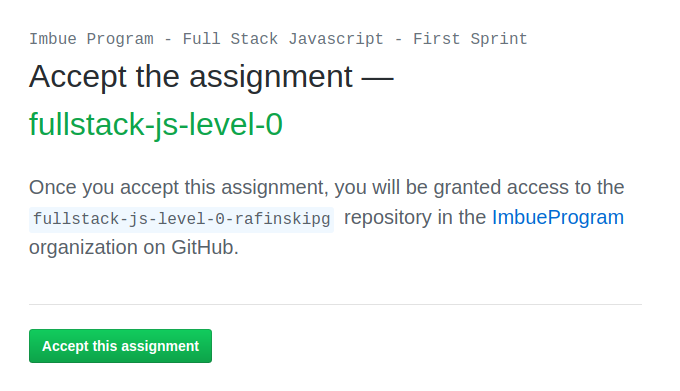 Imbue Program - Full Stack Javascript - First Sprint
Accept the assignment —
fullstack-js-level-0
Once you accept this assignment, you will be granted access to the
fullstack-js-level-0-rafinskipg repository in the ImbueProgram
organization on GitHub.
Accept this assignment